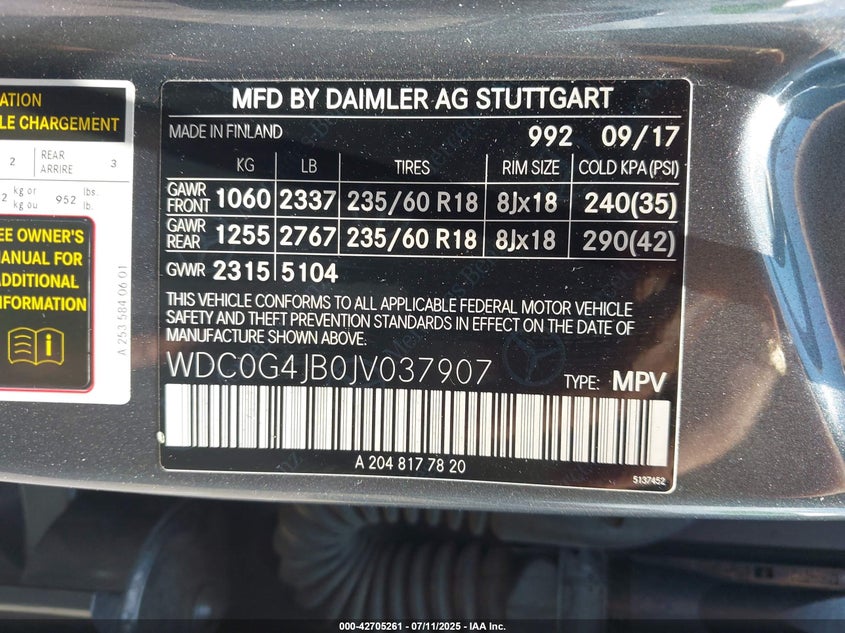 ATION
LE CHARGEMENT
2 REAR ARRIRE 3
2 kg or kg ou 952 lbs. lb.
EE OWNER'S
MANUAL FOR
ADDITIONAL
INFORMATION
A 253 584 06 01
MFD BY DAIMLER AG STUTTGART
MADE IN FINLAND 992 09/17
KG LB TIRES RIM SIZE COLD KPA(PSI)
GAWR FRONT 1060 2337 235/60 R18 8Jx18 240(35)
GAWR REAR 1255 2767 235/60 R18 8Jx18 290(42)
GVWR 2315 5104
THIS VEHICLE CONFORMS TO ALL APPLICABLE FEDERAL MOTOR VEHICLE
SAFETY AND THEFT PREVENTION STANDARDS IN EFFECT ON THE DATE OF
MANUFACTURE SHOWN ABOVE.
WDC0G4JB0JV037907 TYPE: MPV
A 204 817 78 20
5137452
000-42705261 - 07/11/2025 - IAA Inc.